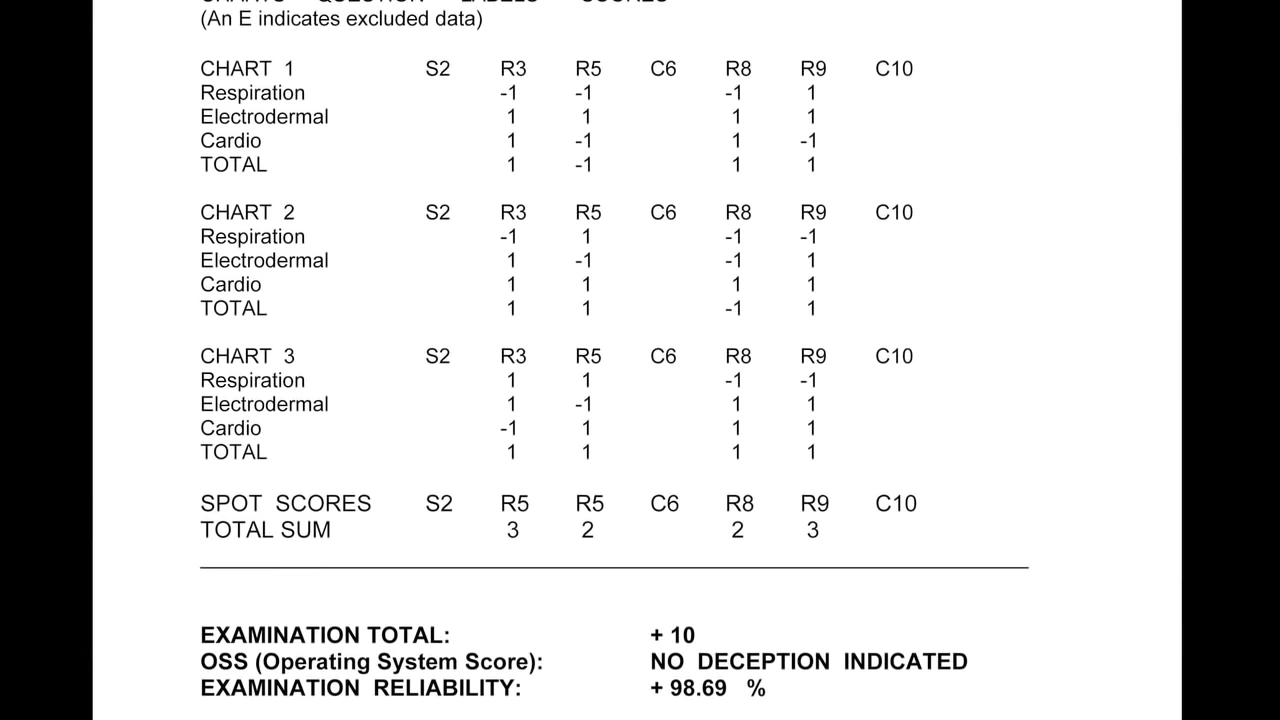 (An E indicates excluded data)
CHART 1 S2 R3 R5 C6 R8 R9 C10
Respiration -1 -1 -1 1
Electrodermal 1 1 1 1
Cardio 1 -1 1 -1
TOTAL 1 -1 1 1
CHART 2 S2 R3 R5 C6 R8 R9 C10
Respiration -1 1 -1 -1
Electrodermal 1 -1 -1 1
Cardio 1 1 1 1
TOTAL 1 1 -1 1
CHART 3 S2 R3 R5 C6 R8 R9 C10
Respiration 1 1 -1 -1
Electrodermal 1 -1 1 1
Cardio -1 1 1 1
TOTAL 1 1 1 1
SPOT SCORES S2 R5 R5 C6 R8 R9 C10
TOTAL SUM 3 2 2 3
EXAMINATION TOTAL: + 10
OSS (Operating System Score): NO DECEPTION INDICATED
EXAMINATION RELIABILITY: + 98.69 %